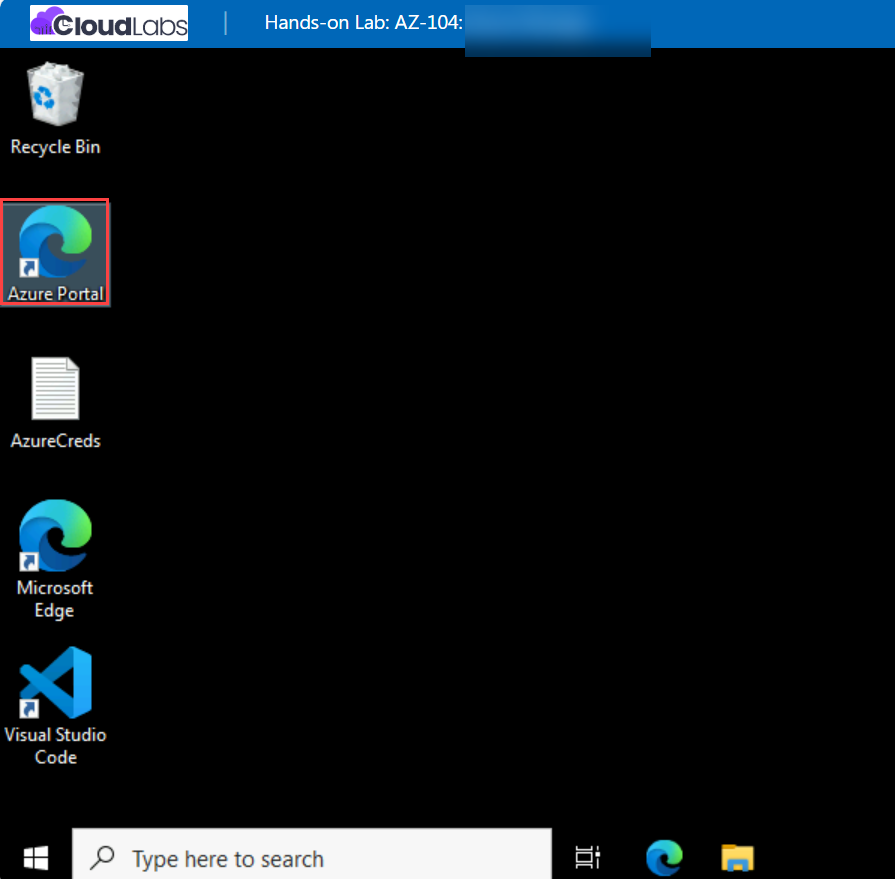 CloudLabs | Hands-on Lab: AZ-104:
Recycle Bin
Azure Portal
AzureCreds
Microsoft
Edge
Visual Studio
Code
Type here to search